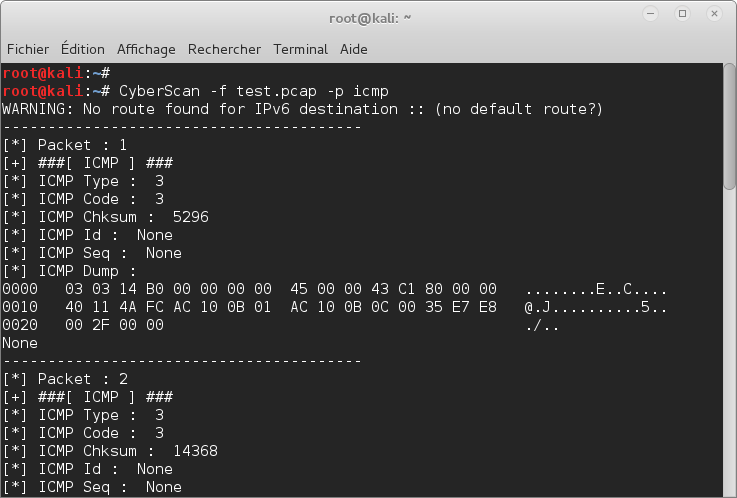 root@kali: ~
Fichier Édition Affichage Rechercher Terminal Aide
root@kali:~#
root@kali:~# CyberScan -f test.pcap -p icmp
WARNING: No route found for IPv6 destination :: (no default route?)
----------------------------------------
[*] Packet : 1
[+] ###[ ICMP ] ###
[*] ICMP Type :  3
[*] ICMP Code :  3
[*] ICMP Chksum :  5296
[*] ICMP Id :  None
[*] ICMP Seq :  None
[*] ICMP Dump :
0000   03 03 14 B0 00 00 00 00  45 00 00 43 C1 80 00 00   ........E..C....
0010   40 11 4A FC AC 10 0B 01  AC 10 0B 0C 00 35 E7 E8   @.J..........5..
0020   00 2F 00 00                                        ./..
None
----------------------------------------
[*] Packet : 2
[+] ###[ ICMP ] ###
[*] ICMP Type :  3
[*] ICMP Code :  3
[*] ICMP Chksum :  14368
[*] ICMP Id :  None
[*] ICMP Seq :  None